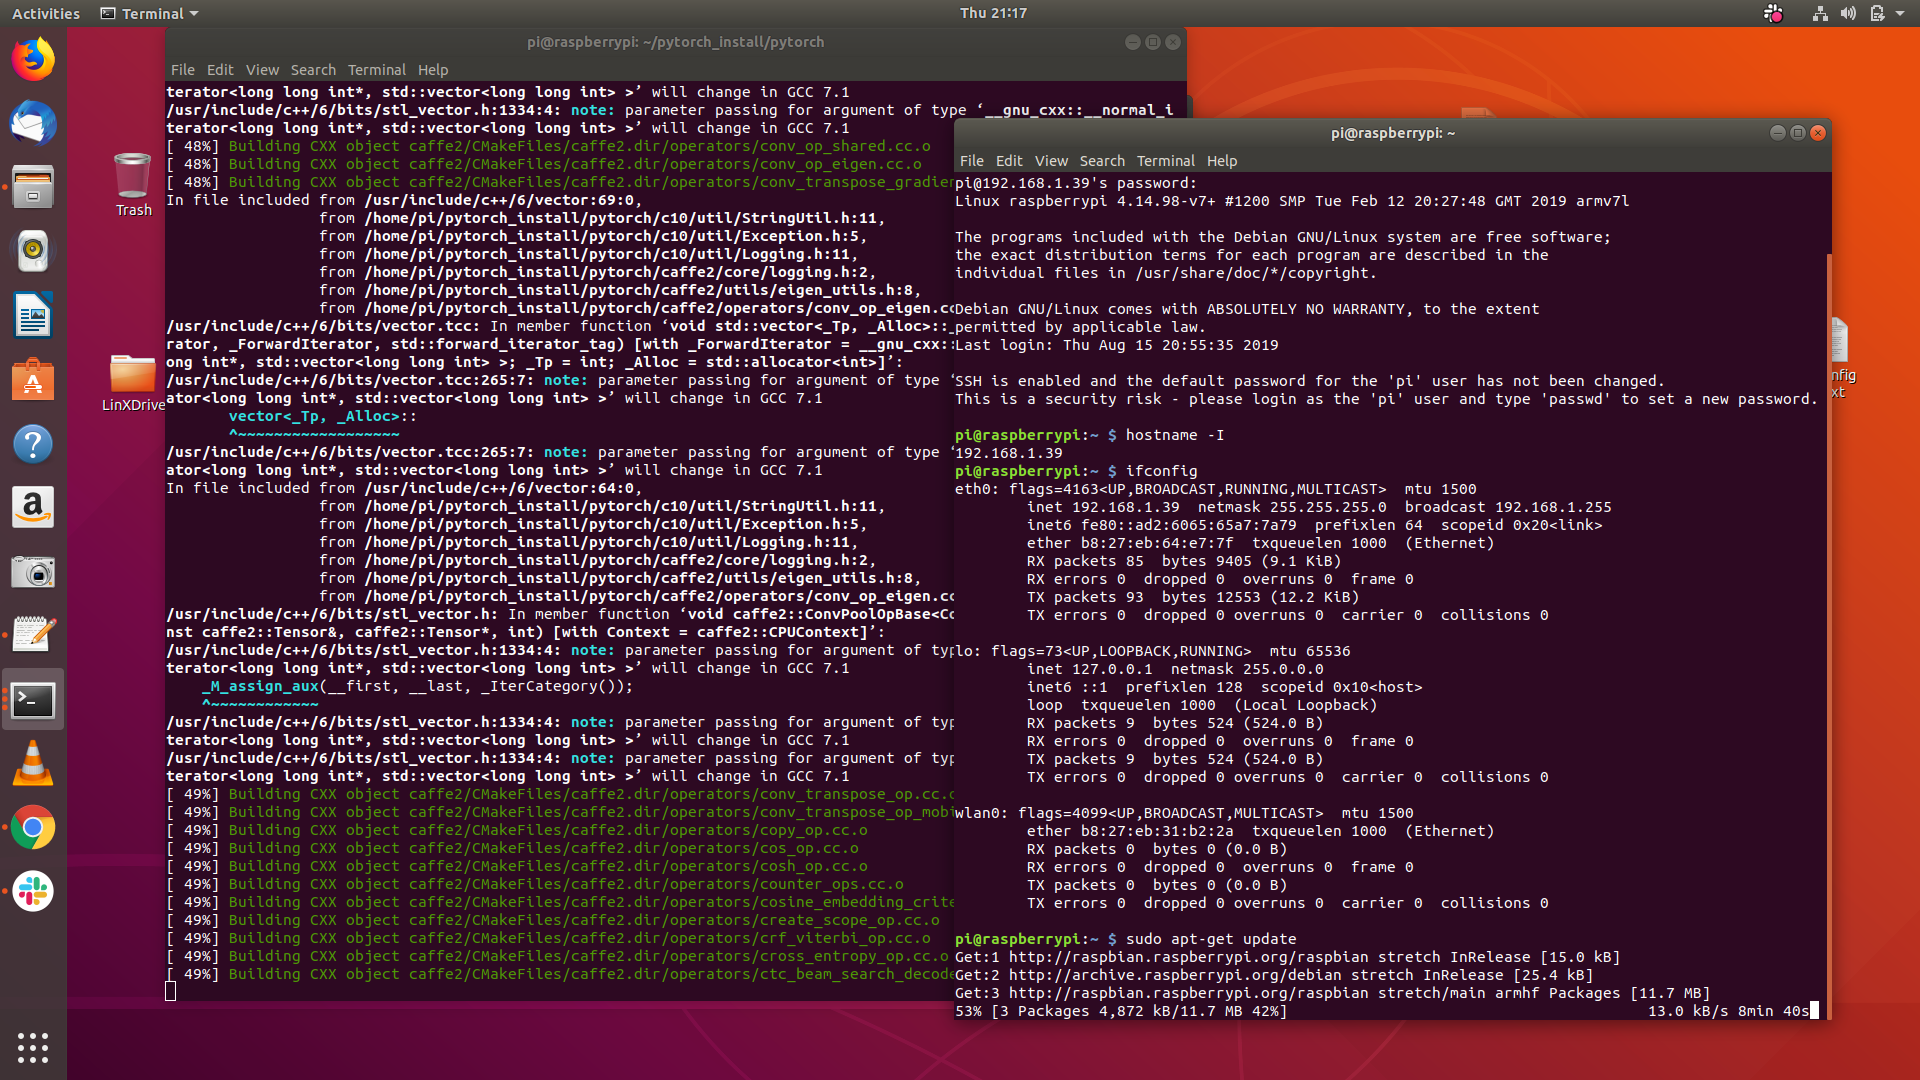 Activities
Terminal
Thu 21:17
Trash
LinXDrive
pi@raspberrypi: ~/pytorch_install/pytorch
File Edit View Search Terminal Help
terator<long long int*, std::vector<long long int> >’ will change in GCC 7.1
/usr/include/c++/6/bits/stl_vector.h:1334:4: note: parameter passing for argument of type ‘__gnu_cxx::__normal_i
terator<long long int*, std::vector<long long int> >’ will change in GCC 7.1
[ 48%] Building CXX object caffe2/CMakeFiles/caffe2.dir/operators/conv_op_shared.cc.o
[ 48%] Building CXX object caffe2/CMakeFiles/caffe2.dir/operators/conv_op_eigen.cc.o
[ 48%] Building CXX object caffe2/CMakeFiles/caffe2.dir/operators/conv_transpose_gradien
In file included from /usr/include/c++/6/vector:69:0,
from /home/pi/pytorch_install/pytorch/c10/util/StringUtil.h:11,
from /home/pi/pytorch_install/pytorch/c10/util/Exception.h:5,
from /home/pi/pytorch_install/pytorch/c10/util/Logging.h:11,
from /home/pi/pytorch_install/pytorch/caffe2/core/logging.h:2,
from /home/pi/pytorch_install/pytorch/caffe2/utils/eigen_utils.h:8,
from /home/pi/pytorch_install/pytorch/caffe2/operators/conv_op_eigen.cc
/usr/include/c++/6/bits/vector.tcc: In member function ‘void std::vector<_Tp, _Alloc>::_
rator, _ForwardIterator, std::forward_iterator_tag) [with _ForwardIterator = __gnu_cxx::
ong int*, std::vector<long long int> >; _Tp = int; _Alloc = std::allocator<int>]’:
/usr/include/c++/6/bits/vector.tcc:265:7: note: parameter passing for argument of type ‘
ator<long long int*, std::vector<long long int> >’ will change in GCC 7.1
vector<_Tp, _Alloc>::
^~~~~~~~~~~~~~~~~~~
/usr/include/c++/6/bits/vector.tcc:265:7: note: parameter passing for argument of type ‘
ator<long long int*, std::vector<long long int> >’ will change in GCC 7.1
In file included from /usr/include/c++/6/vector:64:0,
from /home/pi/pytorch_install/pytorch/c10/util/StringUtil.h:11,
from /home/pi/pytorch_install/pytorch/c10/util/Exception.h:5,
from /home/pi/pytorch_install/pytorch/c10/util/Logging.h:11,
from /home/pi/pytorch_install/pytorch/caffe2/core/logging.h:2,
from /home/pi/pytorch_install/pytorch/caffe2/utils/eigen_utils.h:8,
from /home/pi/pytorch_install/pytorch/caffe2/operators/conv_op_eigen.cc
/usr/include/c++/6/bits/stl_vector.h: In member function ‘void caffe2::ConvPoolOpBase<Co
nst caffe2::Tensor&, caffe2::Tensor*, int) [with Context = caffe2::CPUContext]’:
/usr/include/c++/6/bits/stl_vector.h:1334:4: note: parameter passing for argument of typ
terator<long long int*, std::vector<long long int> >’ will change in GCC 7.1
_M_assign_aux(__first, __last, _IterCategory());
^~~~~~~~~~~~~
/usr/include/c++/6/bits/stl_vector.h:1334:4: note: parameter passing for argument of typ
terator<long long int*, std::vector<long long int> >’ will change in GCC 7.1
/usr/include/c++/6/bits/stl_vector.h:1334:4: note: parameter passing for argument of typ
terator<long long int*, std::vector<long long int> >’ will change in GCC 7.1
[ 49%] Building CXX object caffe2/CMakeFiles/caffe2.dir/operators/conv_transpose_op.cc.o
[ 49%] Building CXX object caffe2/CMakeFiles/caffe2.dir/operators/conv_transpose_op_mobi
[ 49%] Building CXX object caffe2/CMakeFiles/caffe2.dir/operators/copy_op.cc.o
[ 49%] Building CXX object caffe2/CMakeFiles/caffe2.dir/operators/cos_op.cc.o
[ 49%] Building CXX object caffe2/CMakeFiles/caffe2.dir/operators/cosh_op.cc.o
[ 49%] Building CXX object caffe2/CMakeFiles/caffe2.dir/operators/counter_ops.cc.o
[ 49%] Building CXX object caffe2/CMakeFiles/caffe2.dir/operators/cosine_embedding_crite
[ 49%] Building CXX object caffe2/CMakeFiles/caffe2.dir/operators/create_scope_op.cc.o
[ 49%] Building CXX object caffe2/CMakeFiles/caffe2.dir/operators/crf_viterbi_op.cc.o
[ 49%] Building CXX object caffe2/CMakeFiles/caffe2.dir/operators/cross_entropy_op.cc.o
[ 49%] Building CXX object caffe2/CMakeFiles/caffe2.dir/operators/ctc_beam_search_decode
pi@raspberrypi: ~
File Edit View Search Terminal Help
pi@192.168.1.39's password:
Linux raspberrypi 4.14.98-v7+ #1200 SMP Tue Feb 12 20:27:48 GMT 2019 armv7l
The programs included with the Debian GNU/Linux system are free software;
the exact distribution terms for each program are described in the
individual files in /usr/share/doc/*/copyright.
Debian GNU/Linux comes with ABSOLUTELY NO WARRANTY, to the extent
permitted by applicable law.
Last login: Thu Aug 15 20:55:35 2019
SSH is enabled and the default password for the 'pi' user has not been changed.
This is a security risk - please login as the 'pi' user and type 'passwd' to set a new password.
pi@raspberrypi:~ $ hostname -I
192.168.1.39
pi@raspberrypi:~ $ ifconfig
eth0: flags=4163<UP,BROADCAST,RUNNING,MULTICAST>  mtu 1500
inet 192.168.1.39  netmask 255.255.255.0  broadcast 192.168.1.255
inet6 fe80::ad2:6065:65a7:7a79  prefixlen 64  scopeid 0x20<link>
ether b8:27:eb:64:e7:7f  txqueuelen 1000  (Ethernet)
RX packets 85  bytes 9405 (9.1 KiB)
RX errors 0  dropped 0  overruns 0  frame 0
TX packets 93  bytes 12553 (12.2 KiB)
TX errors 0  dropped 0 overruns 0  carrier 0  collisions 0
lo: flags=73<UP,LOOPBACK,RUNNING>  mtu 65536
inet 127.0.0.1  netmask 255.0.0.0
inet6 ::1  prefixlen 128  scopeid 0x10<host>
loop  txqueuelen 1000  (Local Loopback)
RX packets 9  bytes 524 (524.0 B)
RX errors 0  dropped 0  overruns 0  frame 0
TX packets 9  bytes 524 (524.0 B)
TX errors 0  dropped 0 overruns 0  carrier 0  collisions 0
wlan0: flags=4099<UP,BROADCAST,MULTICAST>  mtu 1500
ether b8:27:eb:31:b2:2a  txqueuelen 1000  (Ethernet)
RX packets 0  bytes 0 (0.0 B)
RX errors 0  dropped 0  overruns 0  frame 0
TX packets 0  bytes 0 (0.0 B)
TX errors 0  dropped 0 overruns 0  carrier 0  collisions 0
pi@raspberrypi:~ $ sudo apt-get update
Get:1 http://raspbian.raspberrypi.org/raspbian stretch InRelease [15.0 kB]
Get:2 http://archive.raspberrypi.org/debian stretch InRelease [25.4 kB]
Get:3 http://raspbian.raspberrypi.org/raspbian stretch/main armhf Packages [11.7 MB]
53% [3 Packages 4,872 kB/11.7 MB 42%] 13.0 kB/s 8min 40s
nfig
xt